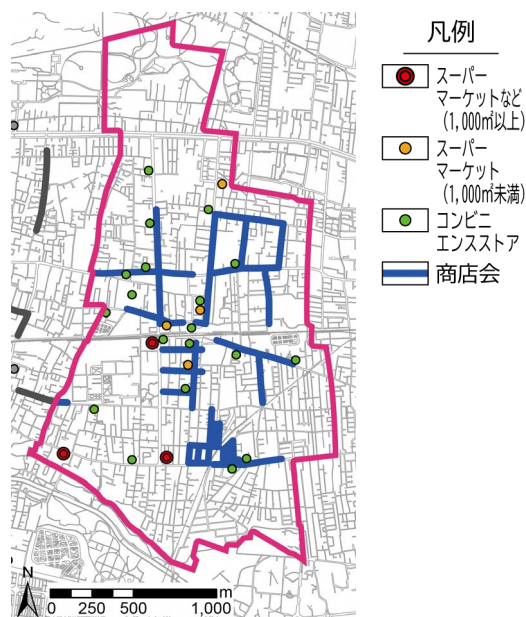 凡例
スーパー
マーケットなど
(1,000㎡以上)
スーパー
マーケット
(1,000㎡未満)
コンビニ
エンスストア
商店会
N
0 250 500 1,000 m